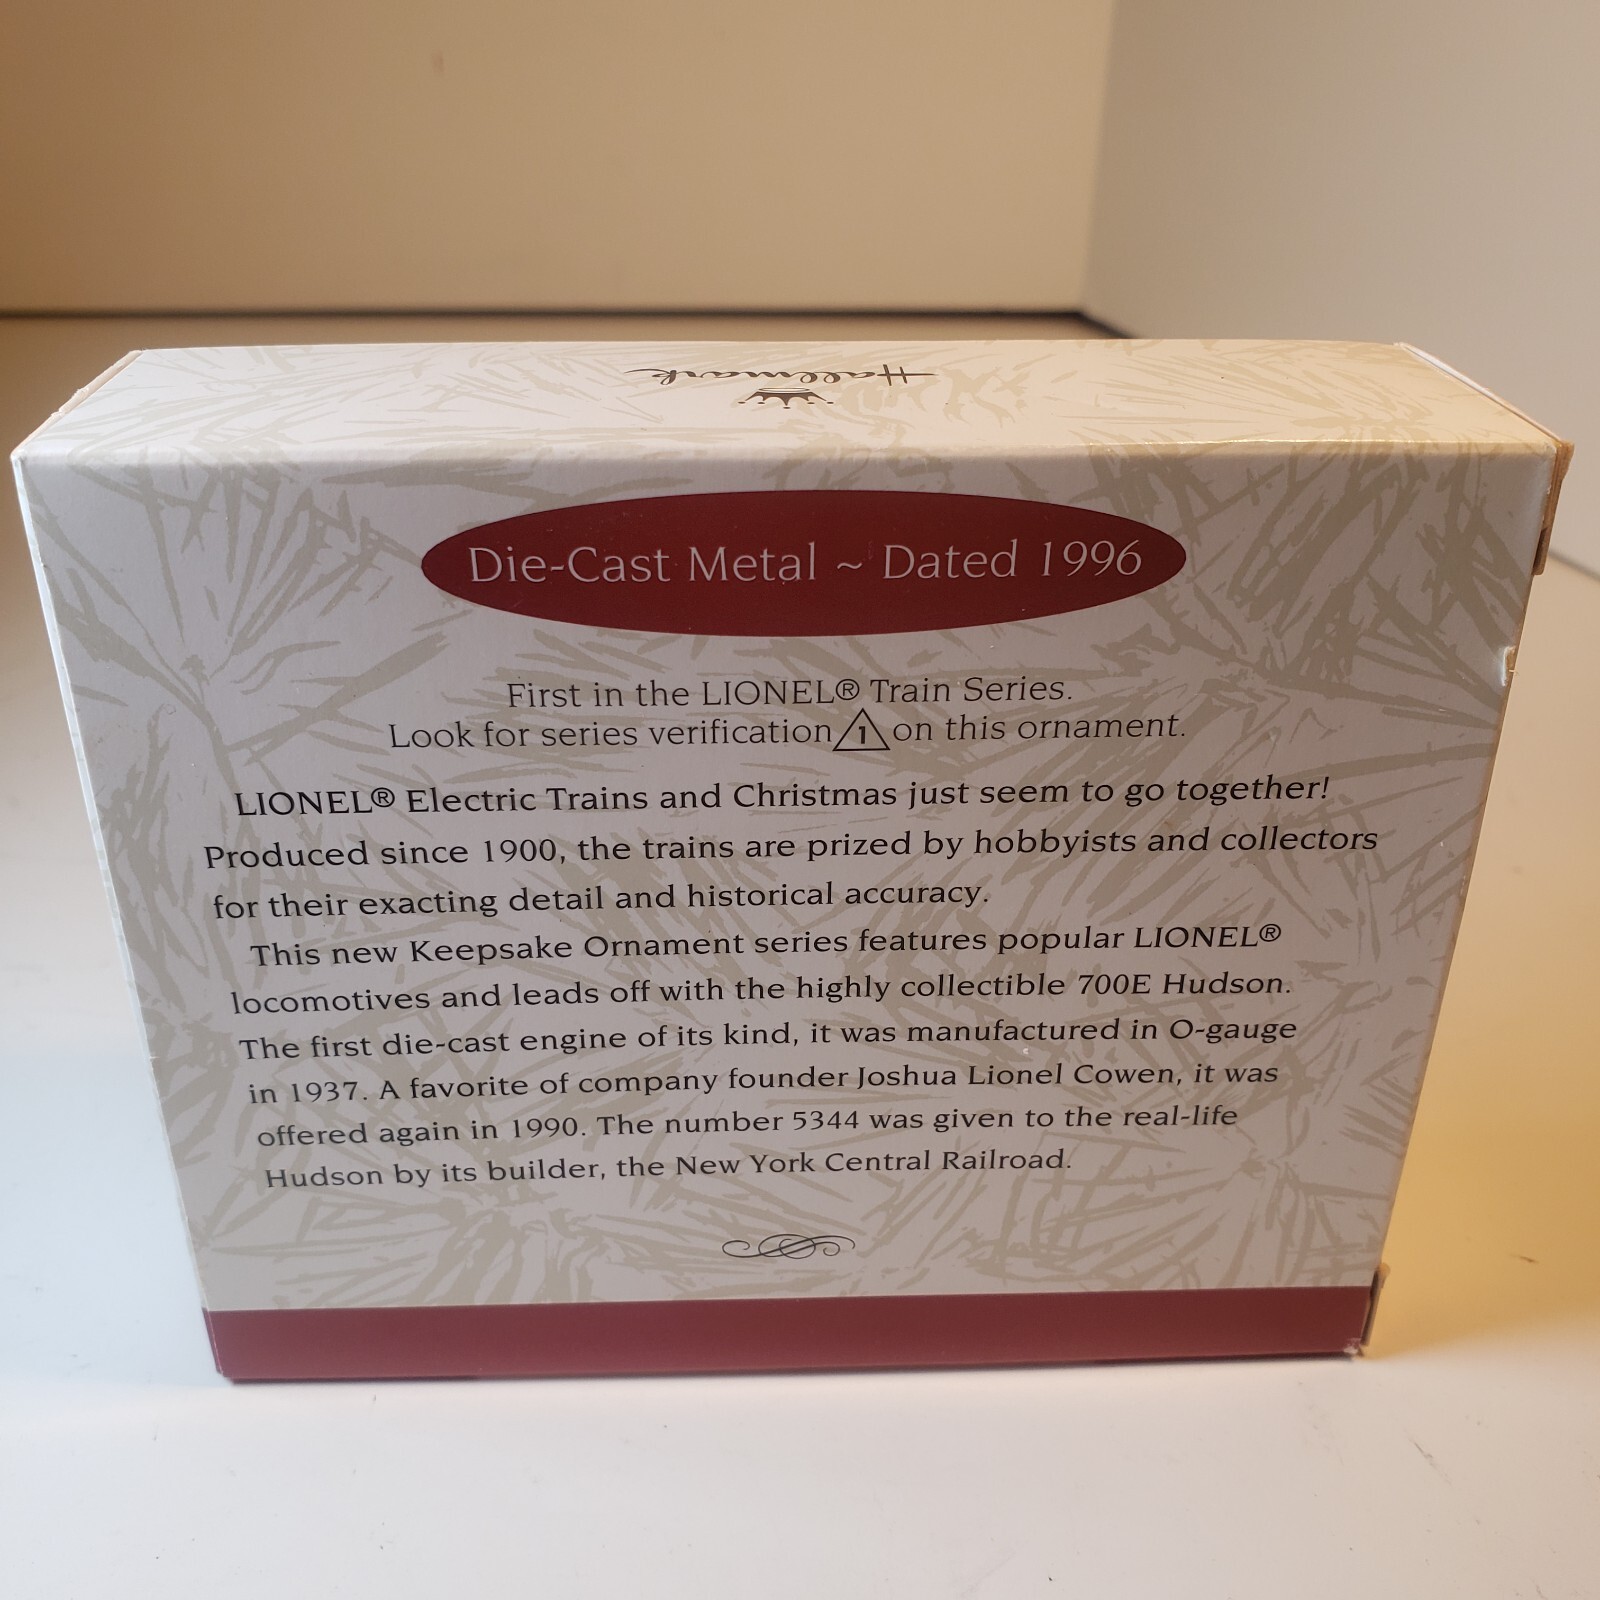 Hallmark
Die-Cast Metal ~ Dated 1996
First in the LIONEL® Train Series.
Look for series verification 1 on this ornament.
LIONEL® Electric Trains and Christmas just seem to go together!
Produced since 1900, the trains are prized by hobbyists and collectors
for their exacting detail and historical accuracy.
This new Keepsake Ornament series features popular LIONEL®
locomotives and leads off with the highly collectible 700E Hudson.
The first die-cast engine of its kind, it was manufactured in O-gauge
in 1937. A favorite of company founder Joshua Lionel Cowen, it was
offered again in 1990. The number 5344 was given to the real-life
Hudson by its builder, the New York Central Railroad.